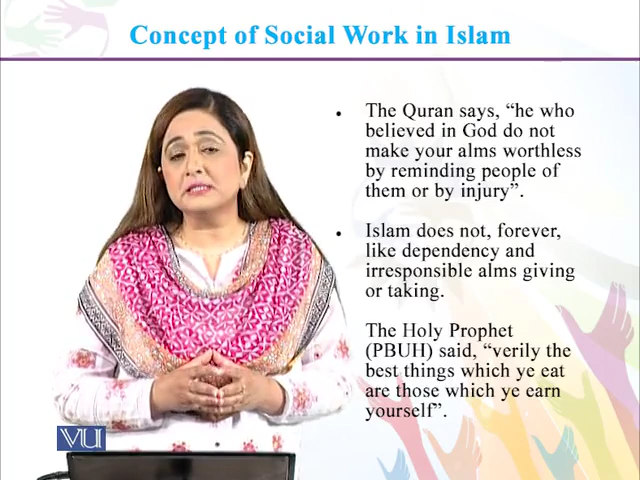 Concept of Social Work in Islam
• The Quran says, “he who
believed in God do not
make your alms worthless
by reminding people of
them or by injury”.
• Islam does not, forever,
like dependency and
irresponsible alms giving
or taking.
The Holy Prophet
(PBUH) said, “verily the
best things which ye eat
are those which ye earn
yourself”.
VU